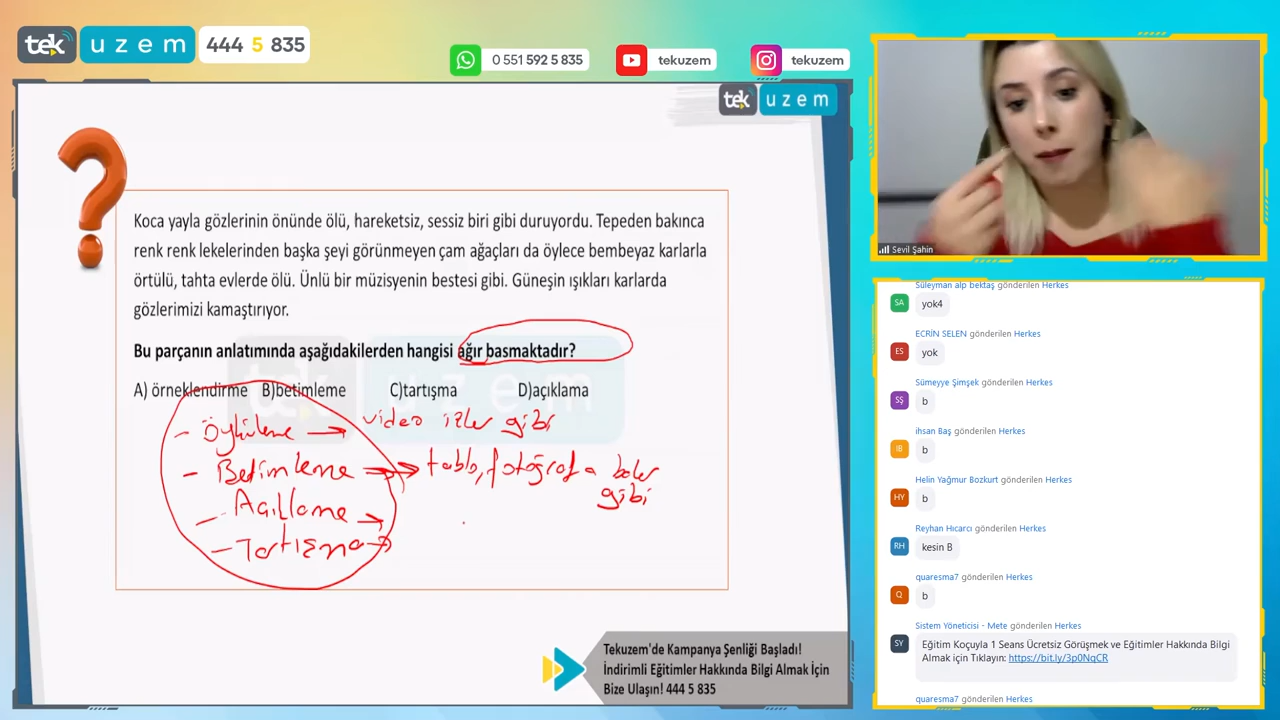 tek uzem 444 5 835
0 551 592 5 835
tekuzem
tekuzem
tek uzem
Koca yayla gözlerinin önünde ölü, hareketsiz, sessiz biri gibi duruyordu. Tepeden bakınca
renk renk lekelerinden başka şeyi görünmeyen çam ağaçları da öylece bembeyaz karlarla
örtülü, tahta evlerde ölü. Ünlü bir müzisyenin bestesi gibi. Güneşin ışıkları karlarda
gözlerimizi kamaştırıyor.
Bu parçanın anlatımında aşağıdakilerden hangisi ağır basmaktadır?
A) örneklendirme B)betimleme C)tartışma D)açıklama
- Öyküleme → video izler gibi
- Betimleme → tablo, fotoğrafa bakar
gibi
- Açıklama →
- Tartışma →
Tekuzem'de Kampanya Şenliği Başladı!
İndirimli Eğitimler Hakkında Bilgi Almak İçin
Bize Ulaşın! 444 5 835
Sevil Şahin
Süleyman alp bektaş gönderilen Herkes
SA yok4
ECRİN SELEN gönderilen Herkes
ES yok
Sümeyye Şimşek gönderilen Herkes
SŞ b
ihsan Baş gönderilen Herkes
IB b
Helin Yağmur Bozkurt gönderilen Herkes
HY b
Reyhan Hıcarcı gönderilen Herkes
RH kesin B
quaresma7 gönderilen Herkes
Q b
Sistem Yöneticisi - Mete gönderilen Herkes
SY Eğitim Koçuyla 1 Seans Ücretsiz Görüşmek ve Eğitimler Hakkında Bilgi
Almak için Tıklayın: https://bit.ly/3p0NqCR
quaresma7 gönderilen Herkes